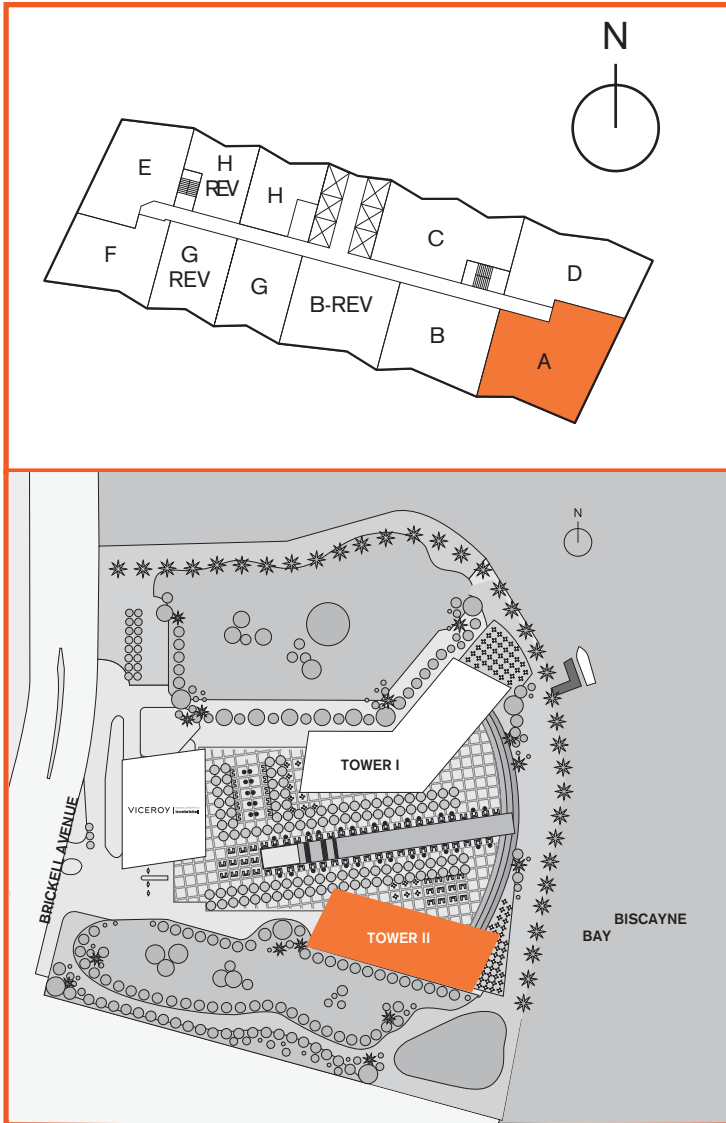 N
E
H
REV
H
C
D
F
G
REV
G
B-REV
B
A
N
TOWER I
VICEROY
BRICKELL AVENUE
BISCAYNE
BAY
TOWER II